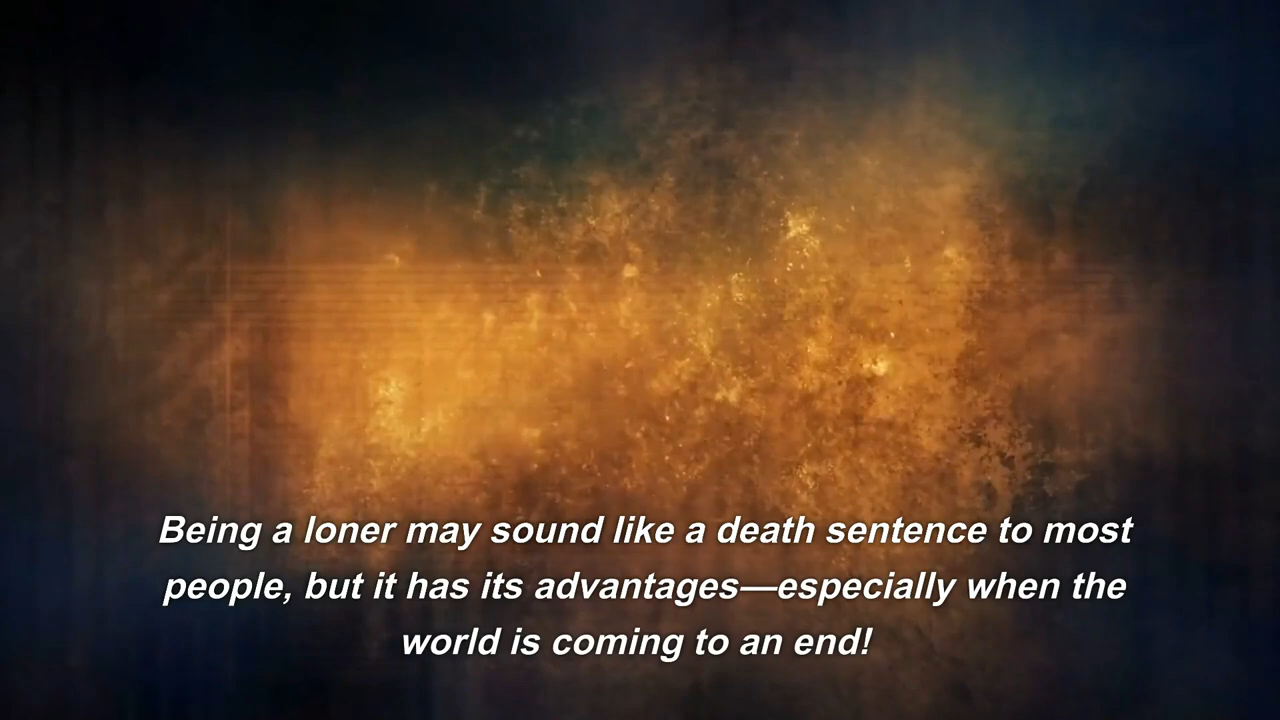 Being a loner may sound like a death sentence to most
people, but it has its advantages—especially when the
world is coming to an end!